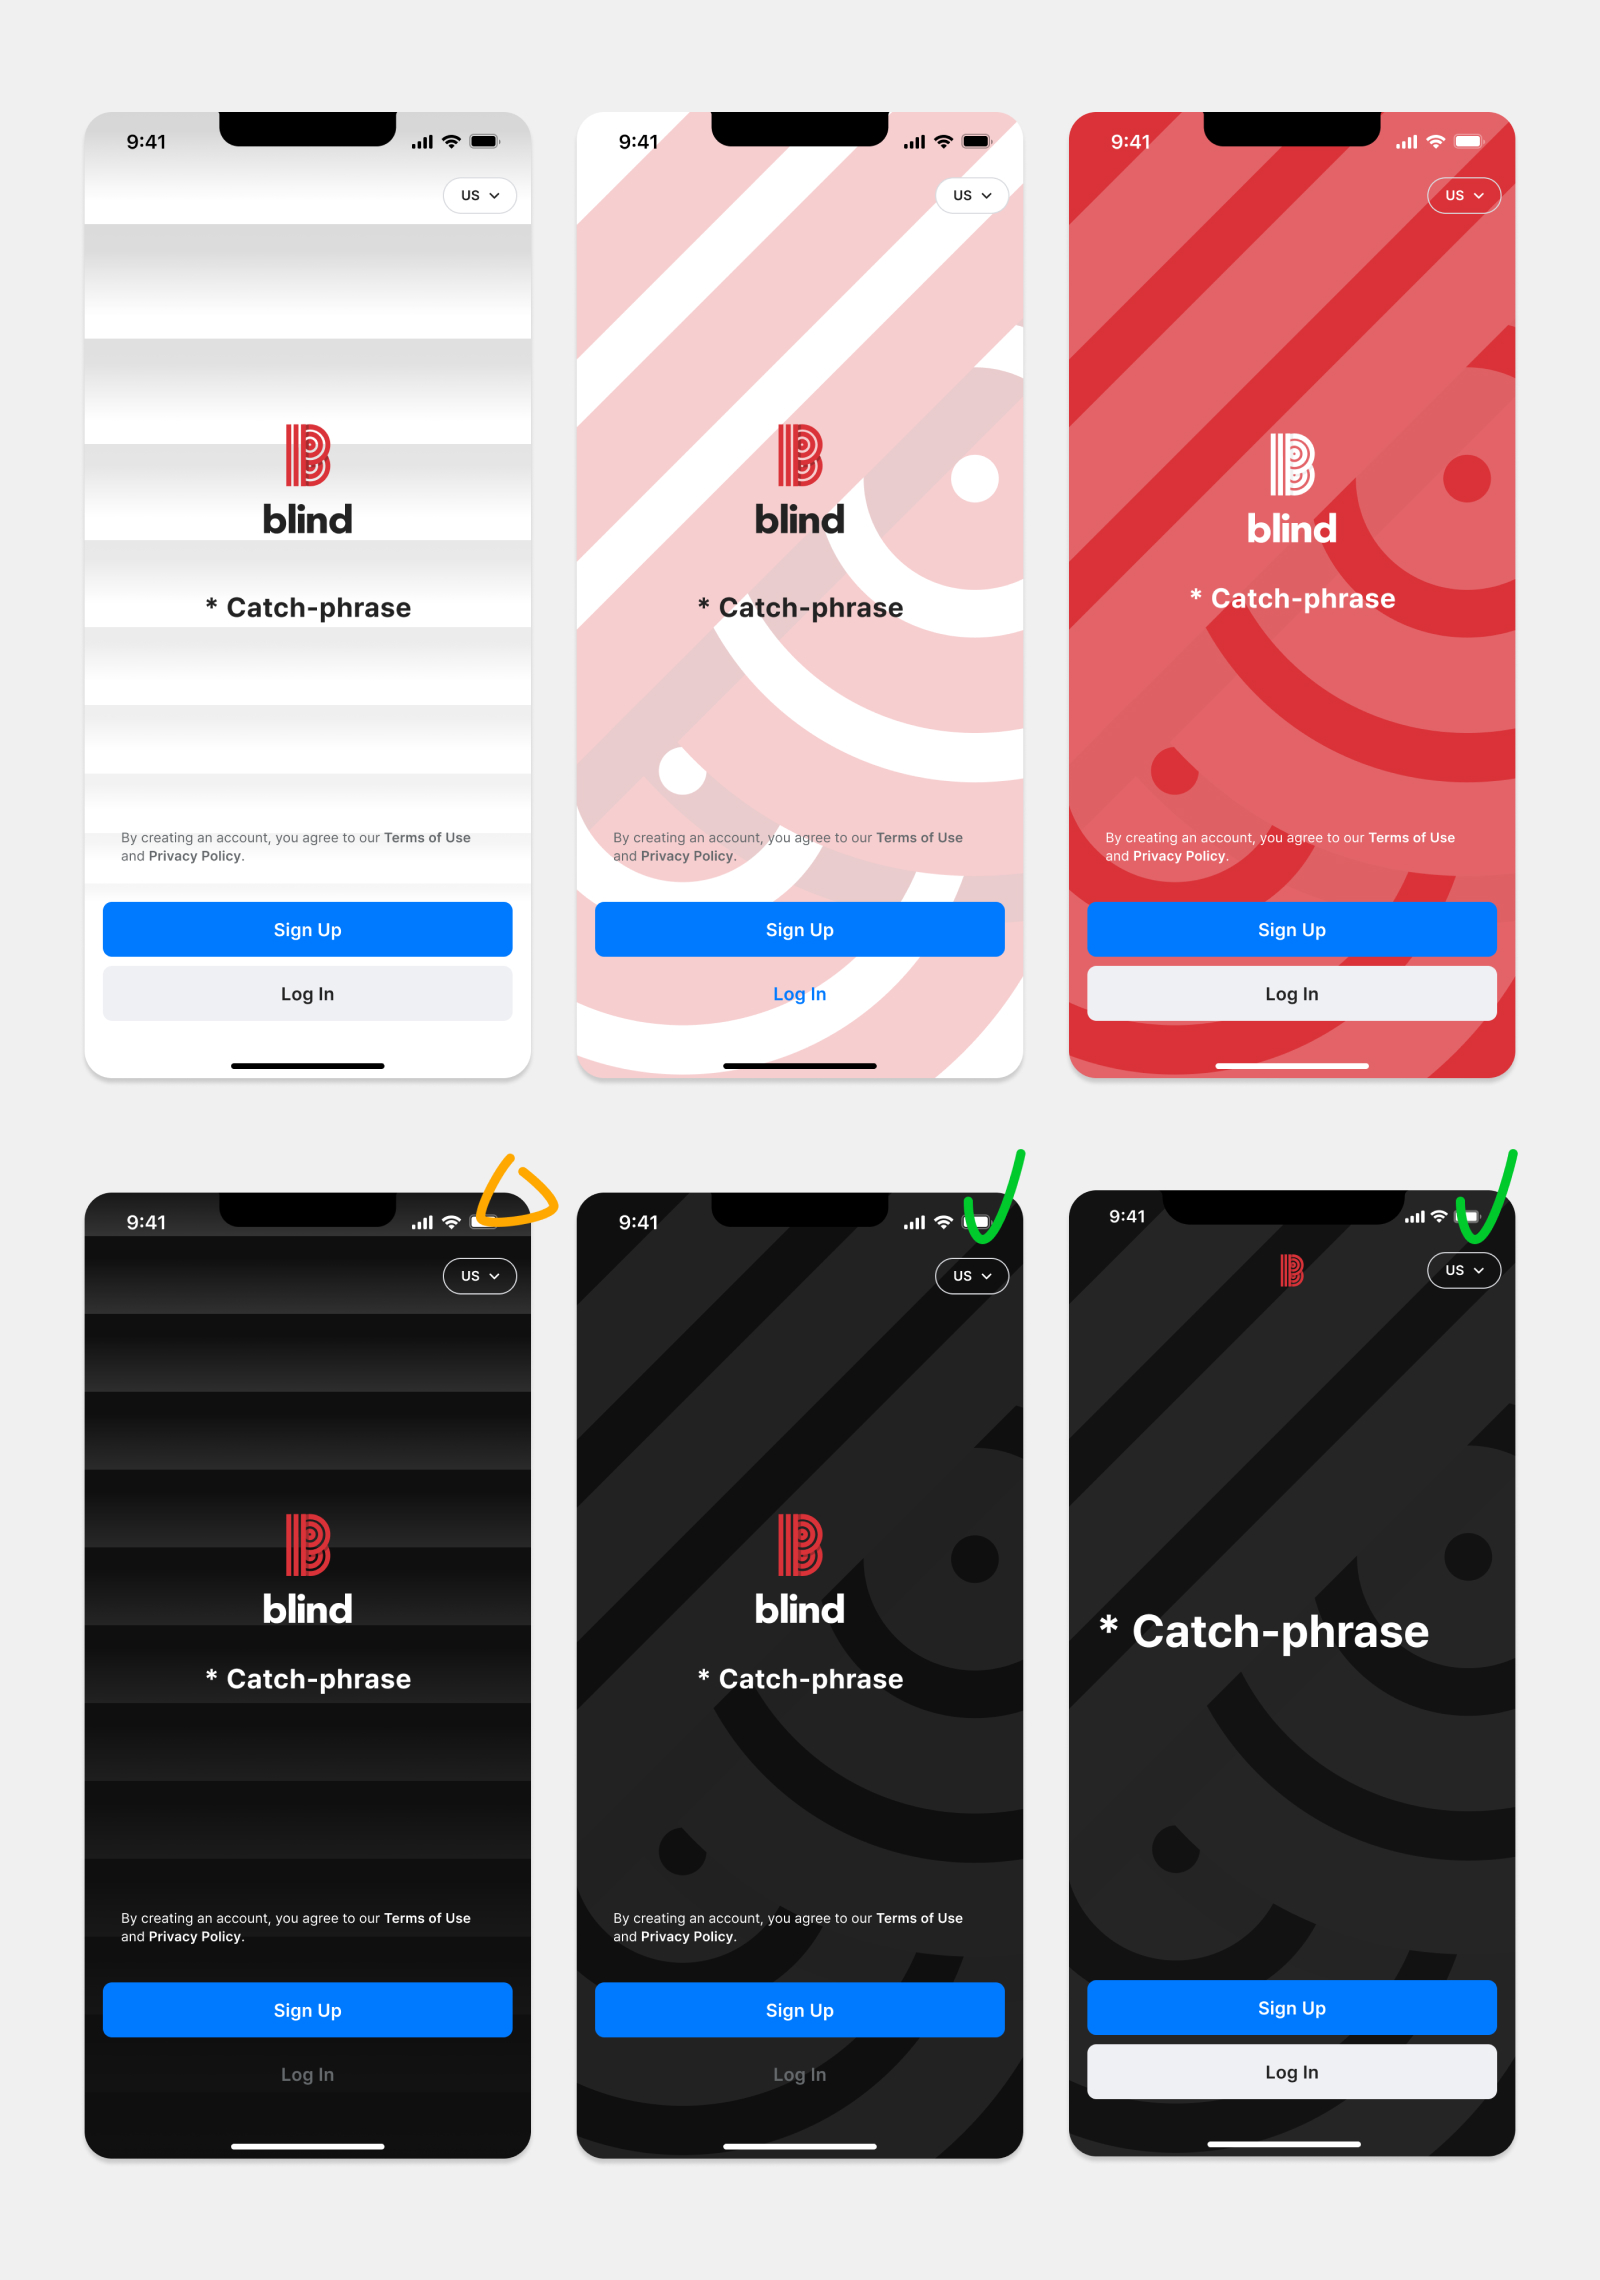 9:41
US
blind
* Catch-phrase
By creating an account, you agree to our Terms of Use
and Privacy Policy.
Sign Up
Log In
9:41
US
blind
* Catch-phrase
By creating an account, you agree to our Terms of Use
and Privacy Policy.
Sign Up
Log In
9:41
US
blind
* Catch-phrase
By creating an account, you agree to our Terms of Use
and Privacy Policy.
Sign Up
Log In
9:41
US
blind
* Catch-phrase
By creating an account, you agree to our Terms of Use
and Privacy Policy.
Sign Up
Log In
9:41
US
blind
* Catch-phrase
By creating an account, you agree to our Terms of Use
and Privacy Policy.
Sign Up
Log In
9:41
US
* Catch-phrase
Sign Up
Log In